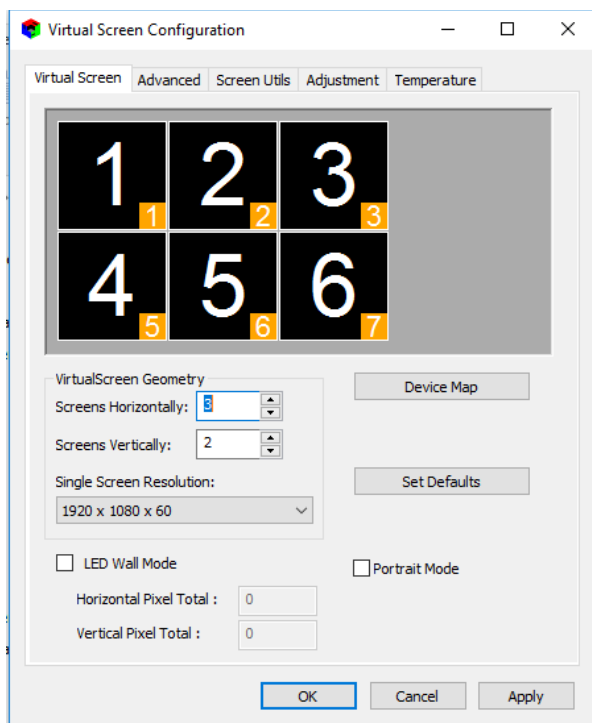 Virtual Screen Configuration
Virtual Screen Advanced Screen Utils Adjustment Temperature
1 2 3
1 2 3
4 5 6
5 6 7
VirtualScreen Geometry
Screens Horizontally: 3
Device Map
Screens Vertically: 2
Single Screen Resolution:
Set Defaults
1920 x 1080 x 60
LED Wall Mode
Portrait Mode
Horizontal Pixel Total : 0
Vertical Pixel Total : 0
OK Cancel Apply